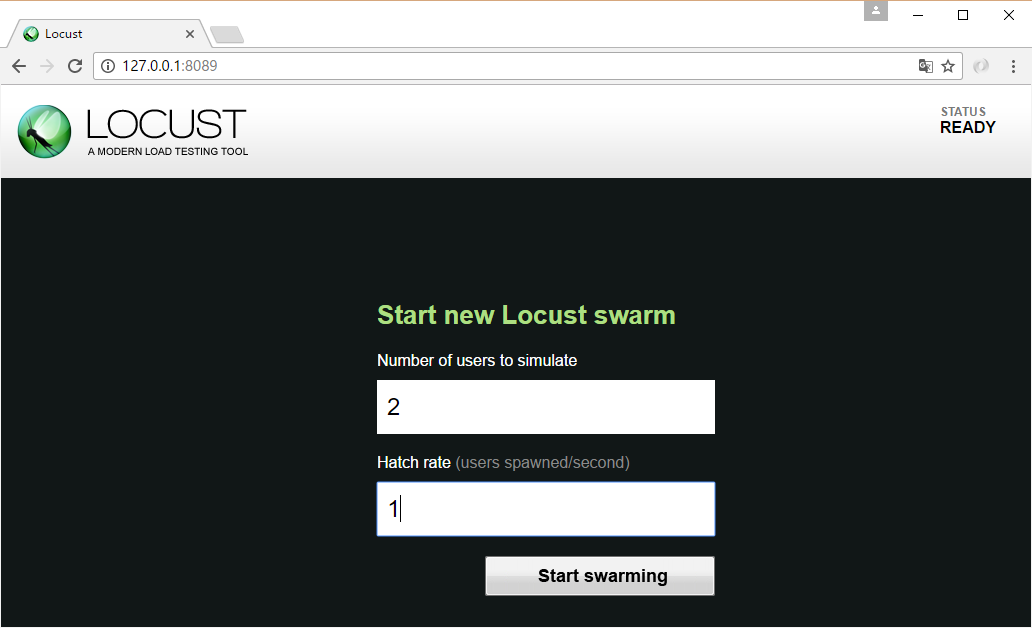 Locust
127.0.0.1:8089
LOCUST
A MODERN LOAD TESTING TOOL
STATUS
READY
Start new Locust swarm
Number of users to simulate
2
Hatch rate (users spawned/second)
1
Start swarming